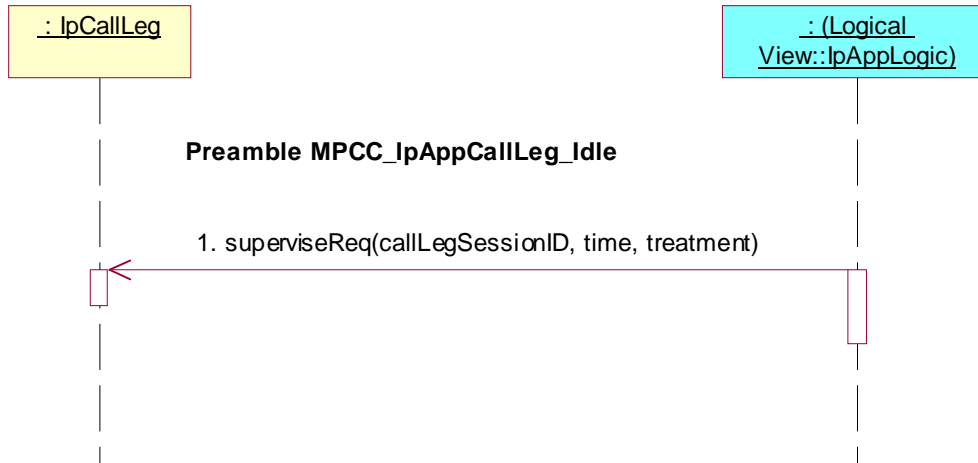 : IpCallLeg
: (Logical
View::IpAppLogic)
Preamble MPCC_IpAppCallLeg_Idle
1. superviseReq(callLegSessionID, time, treatment)